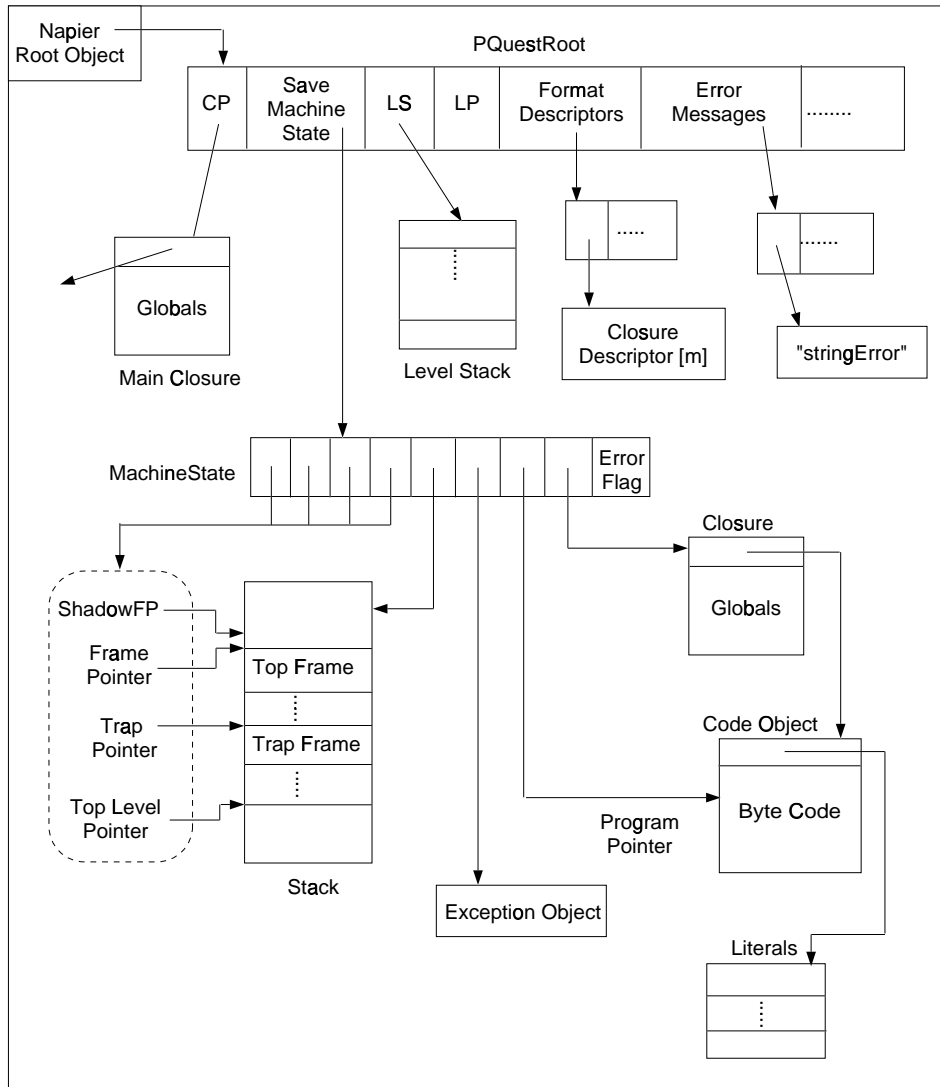 Napier
Root Object
PQuestRoot
CP
Save
Machine
State
LS
LP
Format
Descriptors
Error
Messages
........
Globals
Main Closure
Level Stack
.....
Closure
Descriptor [m]
.......
"stringError"
MachineState
Error
Flag
Closure
Globals
ShadowFP
Frame
Pointer
Trap
Pointer
Top Level
Pointer
Top Frame
Trap Frame
Stack
Code Object
Byte Code
Program
Pointer
Exception Object
Literals